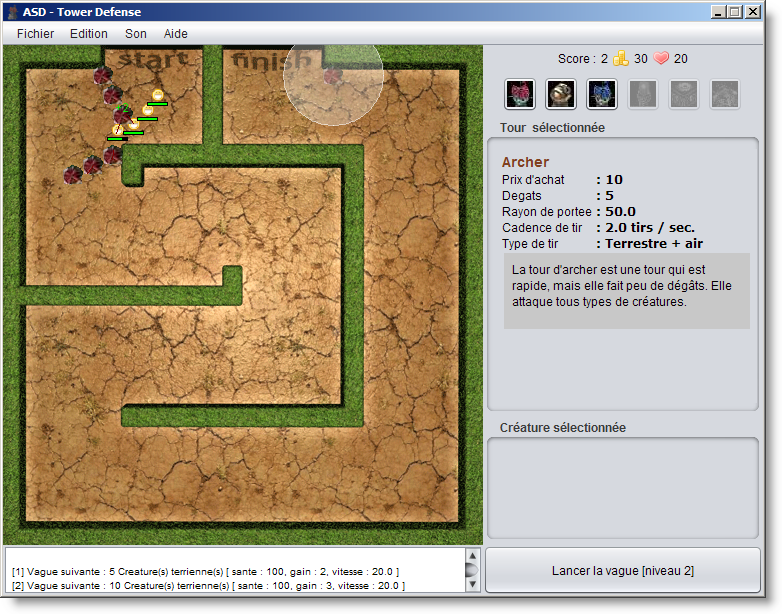 ASD - Tower Defense
Fichier Edition Son Aide
start
finish
Score : 2 30 20
Tour sélectionnée
Archer
Prix d'achat : 10
Degats : 5
Rayon de portee : 50.0
Cadence de tir : 2.0 tirs / sec.
Type de tir : Terrestre + air
La tour d'archer est une tour qui est
rapide, mais elle fait peu de dégâts. Elle
attaque tous types de créatures.
Créature sélectionnée
[1] Vague suivante : 5 Creature(s) terrienne(s) [ sante : 100, gain : 2, vitesse : 20.0 ]
[2] Vague suivante : 10 Creature(s) terrienne(s) [ sante : 100, gain : 3, vitesse : 20.0 ]
Lancer la vague [niveau 2]